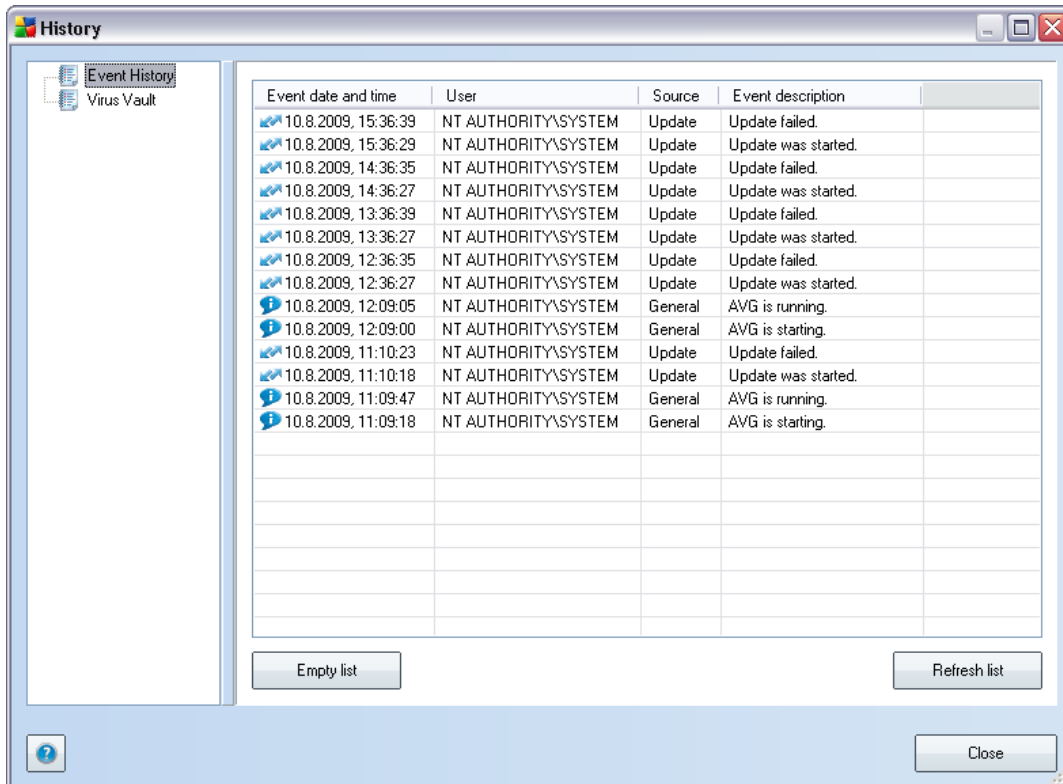 History
Event History
Virus Vault
Event date and time User Source Event description
10.8.2009, 15:36:39 NT AUTHORITY\SYSTEM Update Update failed.
10.8.2009, 15:36:29 NT AUTHORITY\SYSTEM Update Update was started.
10.8.2009, 14:36:35 NT AUTHORITY\SYSTEM Update Update failed.
10.8.2009, 14:36:27 NT AUTHORITY\SYSTEM Update Update was started.
10.8.2009, 13:36:39 NT AUTHORITY\SYSTEM Update Update failed.
10.8.2009, 13:36:27 NT AUTHORITY\SYSTEM Update Update was started.
10.8.2009, 12:36:35 NT AUTHORITY\SYSTEM Update Update failed.
10.8.2009, 12:36:27 NT AUTHORITY\SYSTEM Update Update was started.
10.8.2009, 12:09:05 NT AUTHORITY\SYSTEM General AVG is running.
10.8.2009, 12:09:00 NT AUTHORITY\SYSTEM General AVG is starting.
10.8.2009, 11:10:23 NT AUTHORITY\SYSTEM Update Update failed.
10.8.2009, 11:10:18 NT AUTHORITY\SYSTEM Update Update was started.
10.8.2009, 11:09:47 NT AUTHORITY\SYSTEM General AVG is running.
10.8.2009, 11:09:18 NT AUTHORITY\SYSTEM General AVG is starting.
Empty list Refresh list
Close